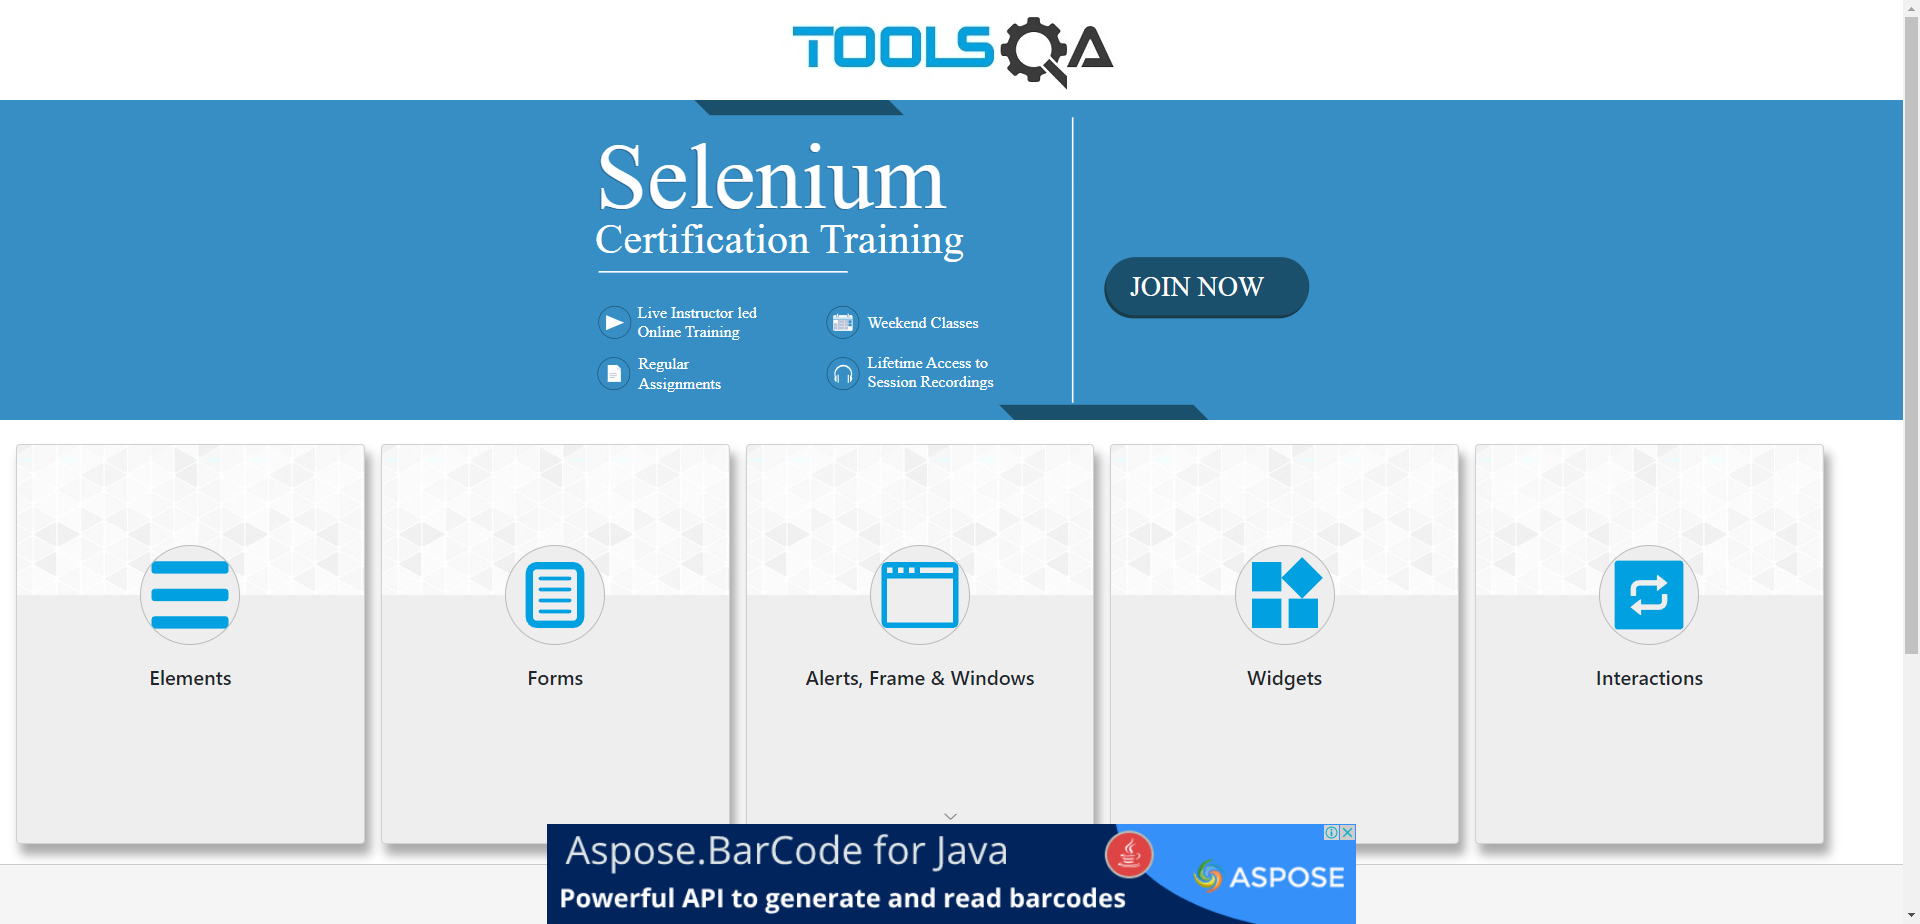 TOOLSQA
Selenium
Certification Training
JOIN NOW
Live Instructor led
Online Training
Weekend Classes
Regular
Assignments
Lifetime Access to
Session Recordings
Elements
Forms
Alerts, Frame & Windows
Widgets
Interactions
Aspose.BarCode for Java
Powerful API to generate and read barcodes
ASPOSE